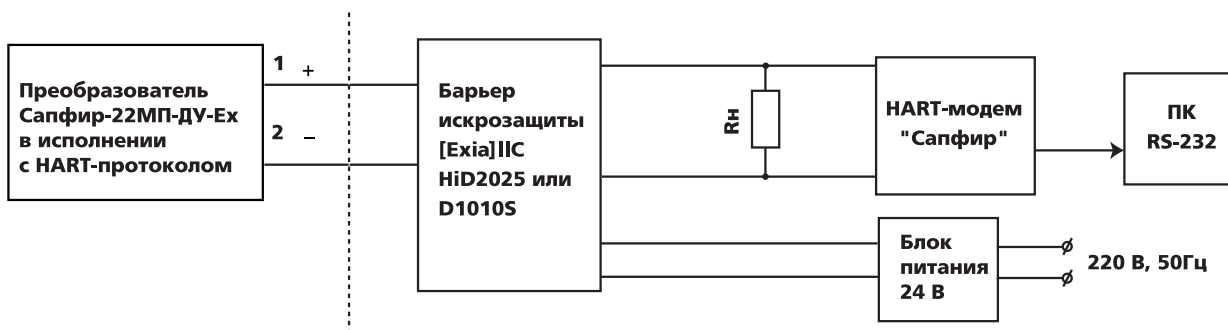 Преобразователь
Сапфир-22МП-ДУ-Ex
в исполнении
с HART-протоколом
1 +
2 –
Барьер
искрозащиты
[Exia]IIC
HiD2025 или
D1010S
Rн
HART-модем
"Сапфир"
ПК
RS-232
Блок
питания
24 В
220 В, 50Гц